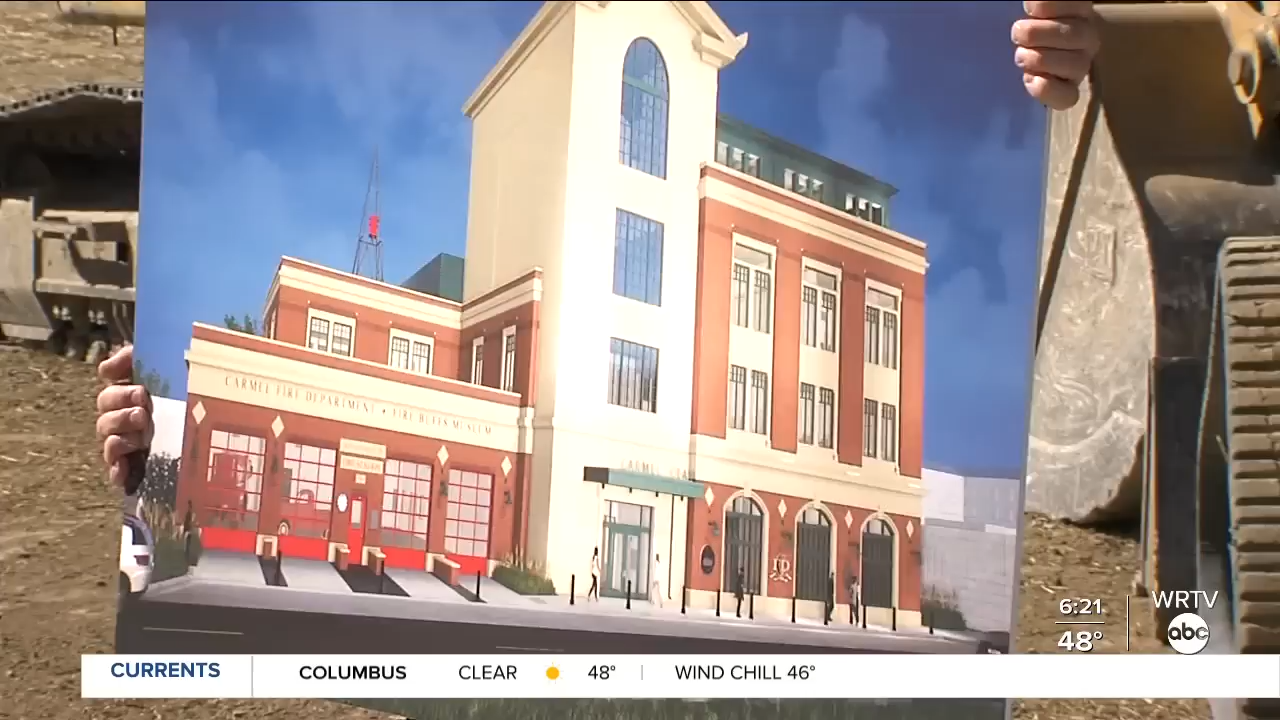 CARMEL FIRE DEPARTMENT • FIRE BUFFS MUSEUM
6:21
48°
WRTV
abc
CURRENTS
COLUMBUS
CLEAR
48°
WIND CHILL 46°